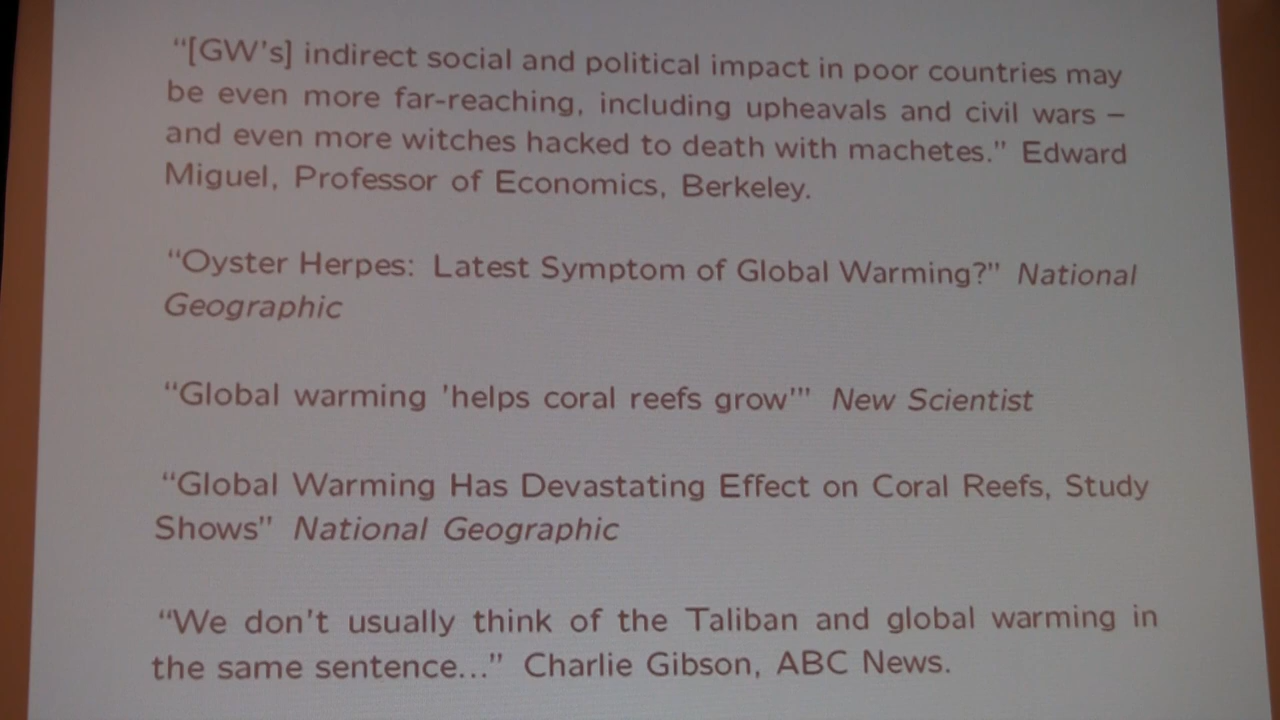 “[GW’s] indirect social and political impact in poor countries may
be even more far-reaching, including upheavals and civil wars –
and even more witches hacked to death with machetes.” Edward
Miguel, Professor of Economics, Berkeley.
“Oyster Herpes: Latest Symptom of Global Warming?” National
Geographic
“Global warming 'helps coral reefs grow'” New Scientist
“Global Warming Has Devastating Effect on Coral Reefs, Study
Shows” National Geographic
“We don't usually think of the Taliban and global warming in
the same sentence...” Charlie Gibson, ABC News.